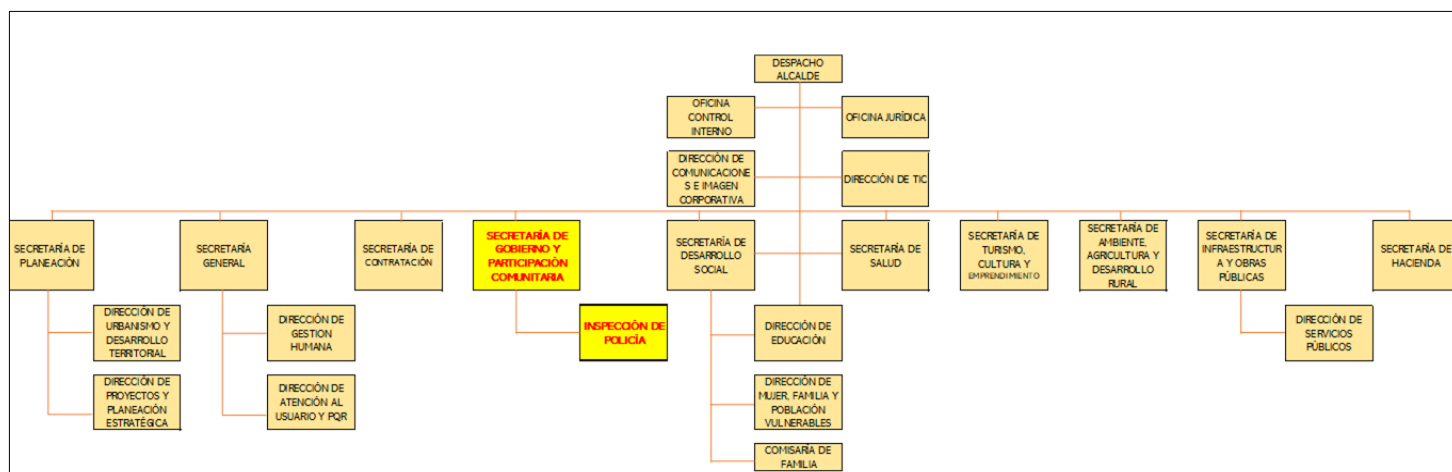 DESPACHO
ALCALDE
OFICINA
CONTROL
INTERNO
OFICINA JURÍDICA
DIRECCIÓN DE
COMUNICACIONE
S E IMAGEN
CORPORATIVA
DIRECCIÓN DE TIC
SECRETARÍA DE
PLANEACIÓN
SECRETARÍA
GENERAL
SECRETARÍA DE
CONTRATACIÓN
SECRETARÍA DE
GOBIERNO Y
PARTICIPACIÓN
COMUNITARIA
SECRETARÍA DE
DESARROLLO
SOCIAL
SECRETARÍA DE
SALUD
SECRETARÍA DE
TURISMO,
CULTURA Y
EMPRENDIMIENTO
SECRETARÍA DE
AMBIENTE,
AGRICULTURA Y
DESARROLLO
RURAL
SECRETARÍA DE
INFRAESTRUCTUR
A Y OBRAS
PÚBLICAS
SECRETARÍA DE
HACIENDA
DIRECCIÓN DE
URBANISMO Y
DESARROLLO
TERRITORIAL
DIRECCIÓN DE
GESTION
HUMANA
INSPECCIÓN DE
POLICÍA
DIRECCIÓN DE
EDUCACIÓN
DIRECCIÓN DE
SERVICIOS
PÚBLICOS
DIRECCIÓN DE
PROYECTOS Y
PLANEACIÓN
ESTRATÉGICA
DIRECCIÓN DE
ATENCIÓN AL
USUARIO Y PQR
DIRECCIÓN DE
MUJER, FAMILIA Y
POBLACIÓN
VULNERABLES
COMISARÍA DE
FAMILIA